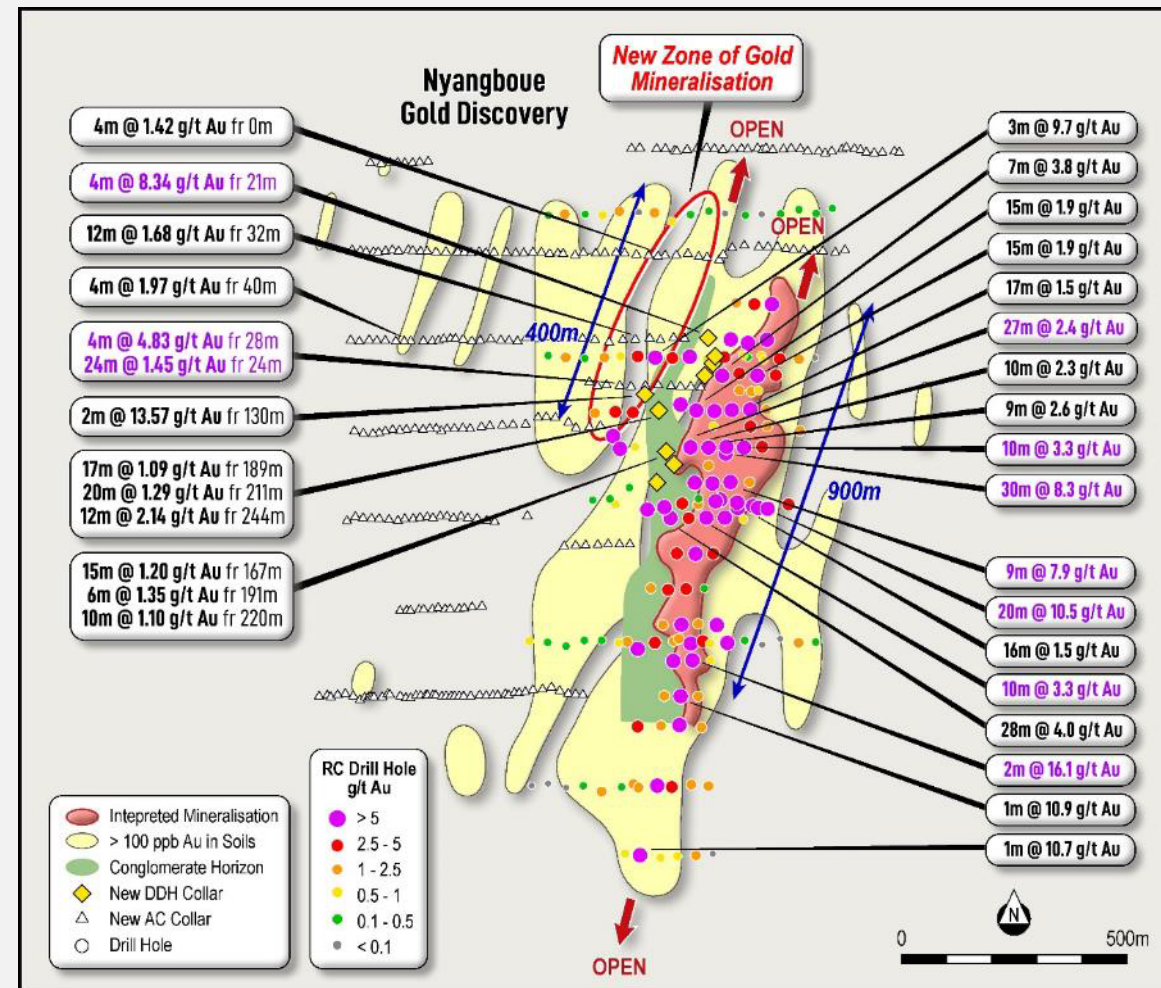 Nyangboue
Gold Discovery
New Zone of Gold
Mineralisation
OPEN
OPEN
4m @ 1.42 g/t Au fr 0m
4m @ 8.34 g/t Au fr 21m
12m @ 1.68 g/t Au fr 32m
4m @ 1.97 g/t Au fr 40m
4m @ 4.83 g/t Au fr 28m
24m @ 1.45 g/t Au fr 24m
2m @ 13.57 g/t Au fr 130m
17m @ 1.09 g/t Au fr 189m
20m @ 1.29 g/t Au fr 211m
12m @ 2.14 g/t Au fr 244m
15m @ 1.20 g/t Au fr 167m
6m @ 1.35 g/t Au fr 191m
10m @ 1.10 g/t Au fr 220m
400m
900m
3m @ 9.7 g/t Au
7m @ 3.8 g/t Au
15m @ 1.9 g/t Au
15m @ 1.9 g/t Au
17m @ 1.5 g/t Au
27m @ 2.4 g/t Au
10m @ 2.3 g/t Au
9m @ 2.6 g/t Au
10m @ 3.3 g/t Au
30m @ 8.3 g/t Au
9m @ 7.9 g/t Au
20m @ 10.5 g/t Au
16m @ 1.5 g/t Au
10m @ 3.3 g/t Au
28m @ 4.0 g/t Au
2m @ 16.1 g/t Au
1m @ 10.9 g/t Au
1m @ 10.7 g/t Au
Intepreted Mineralisation
> 100 ppb Au in Soils
Conglomerate Horizon
New DDH Collar
New AC Collar
Drill Hole
RC Drill Hole
g/t Au
> 5
2.5 - 5
1 - 2.5
0.5 - 1
0.1 - 0.5
< 0.1
OPEN
N
0 500m